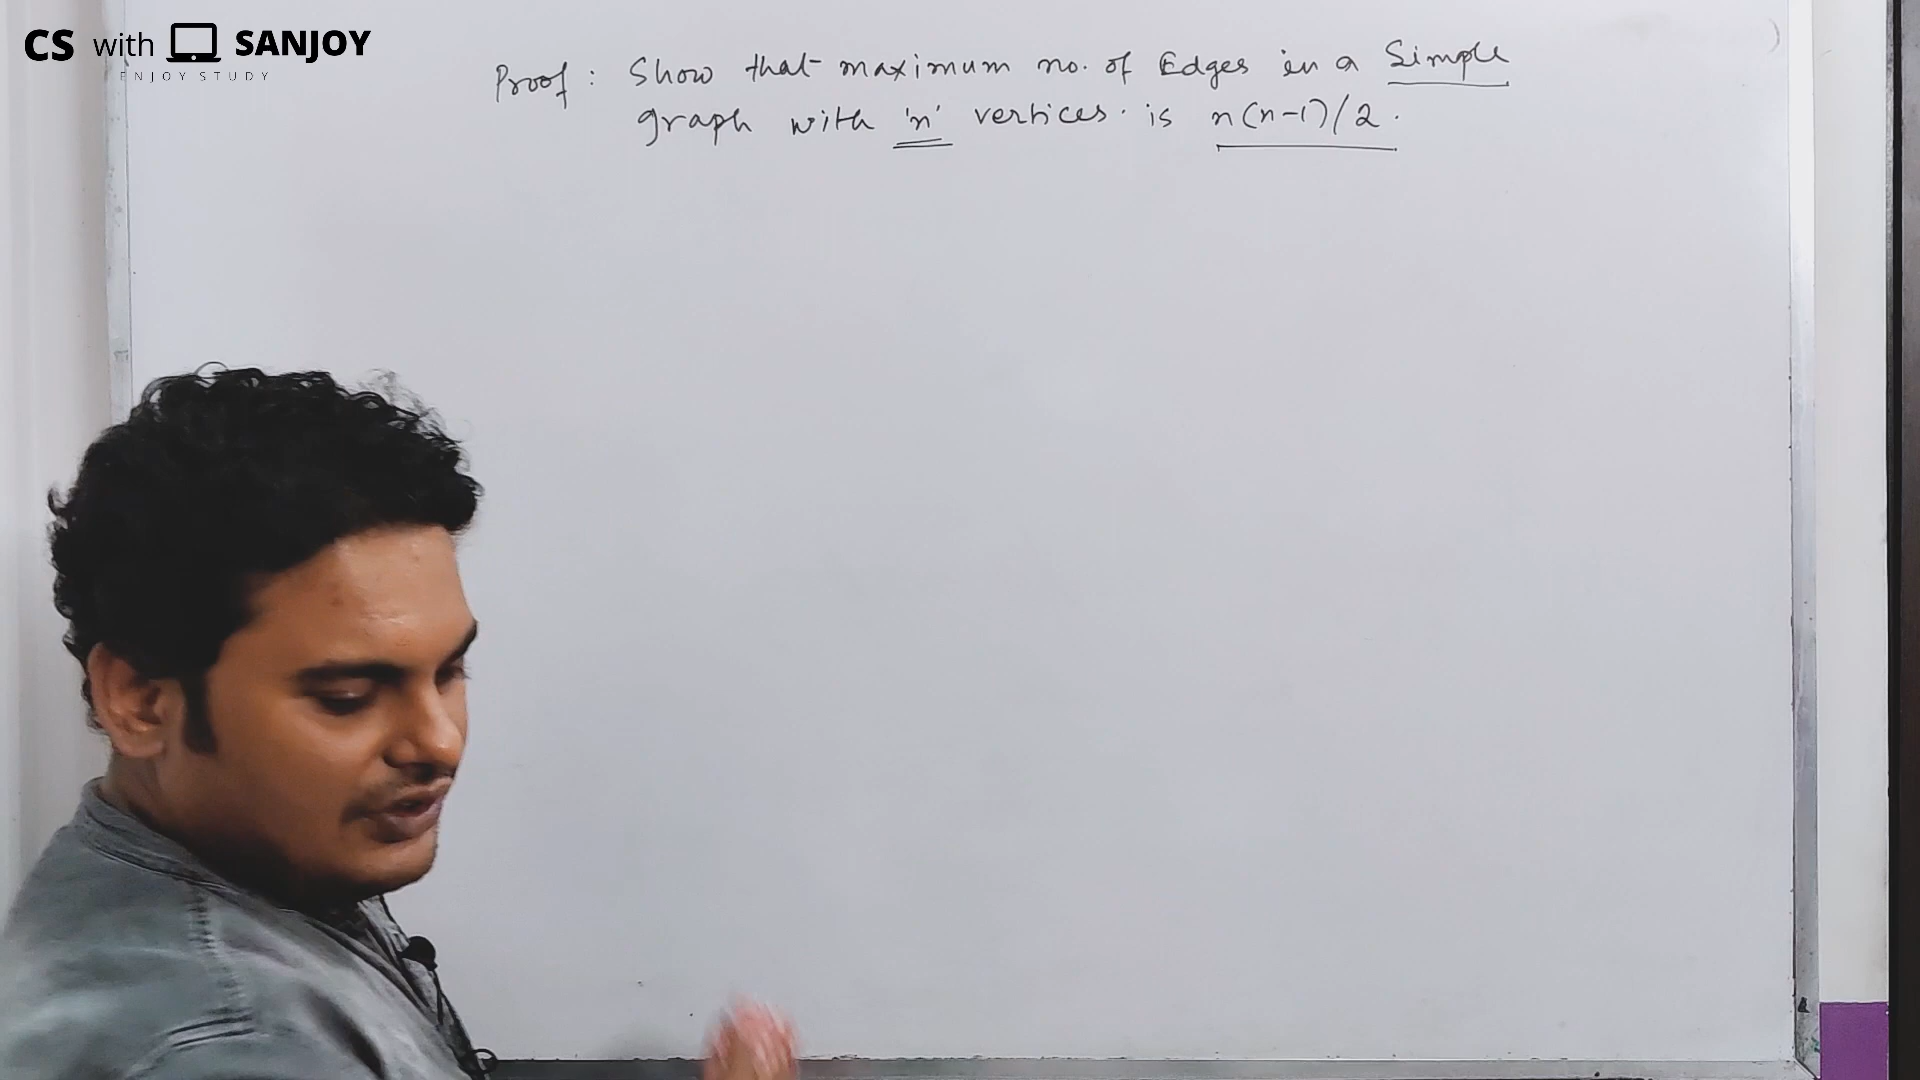 CS with SANJOY
ENJOY STUDY
Proof : Show that maximum no. of Edges in a Simple
graph with 'n' vertices. is n(n-1)/2.